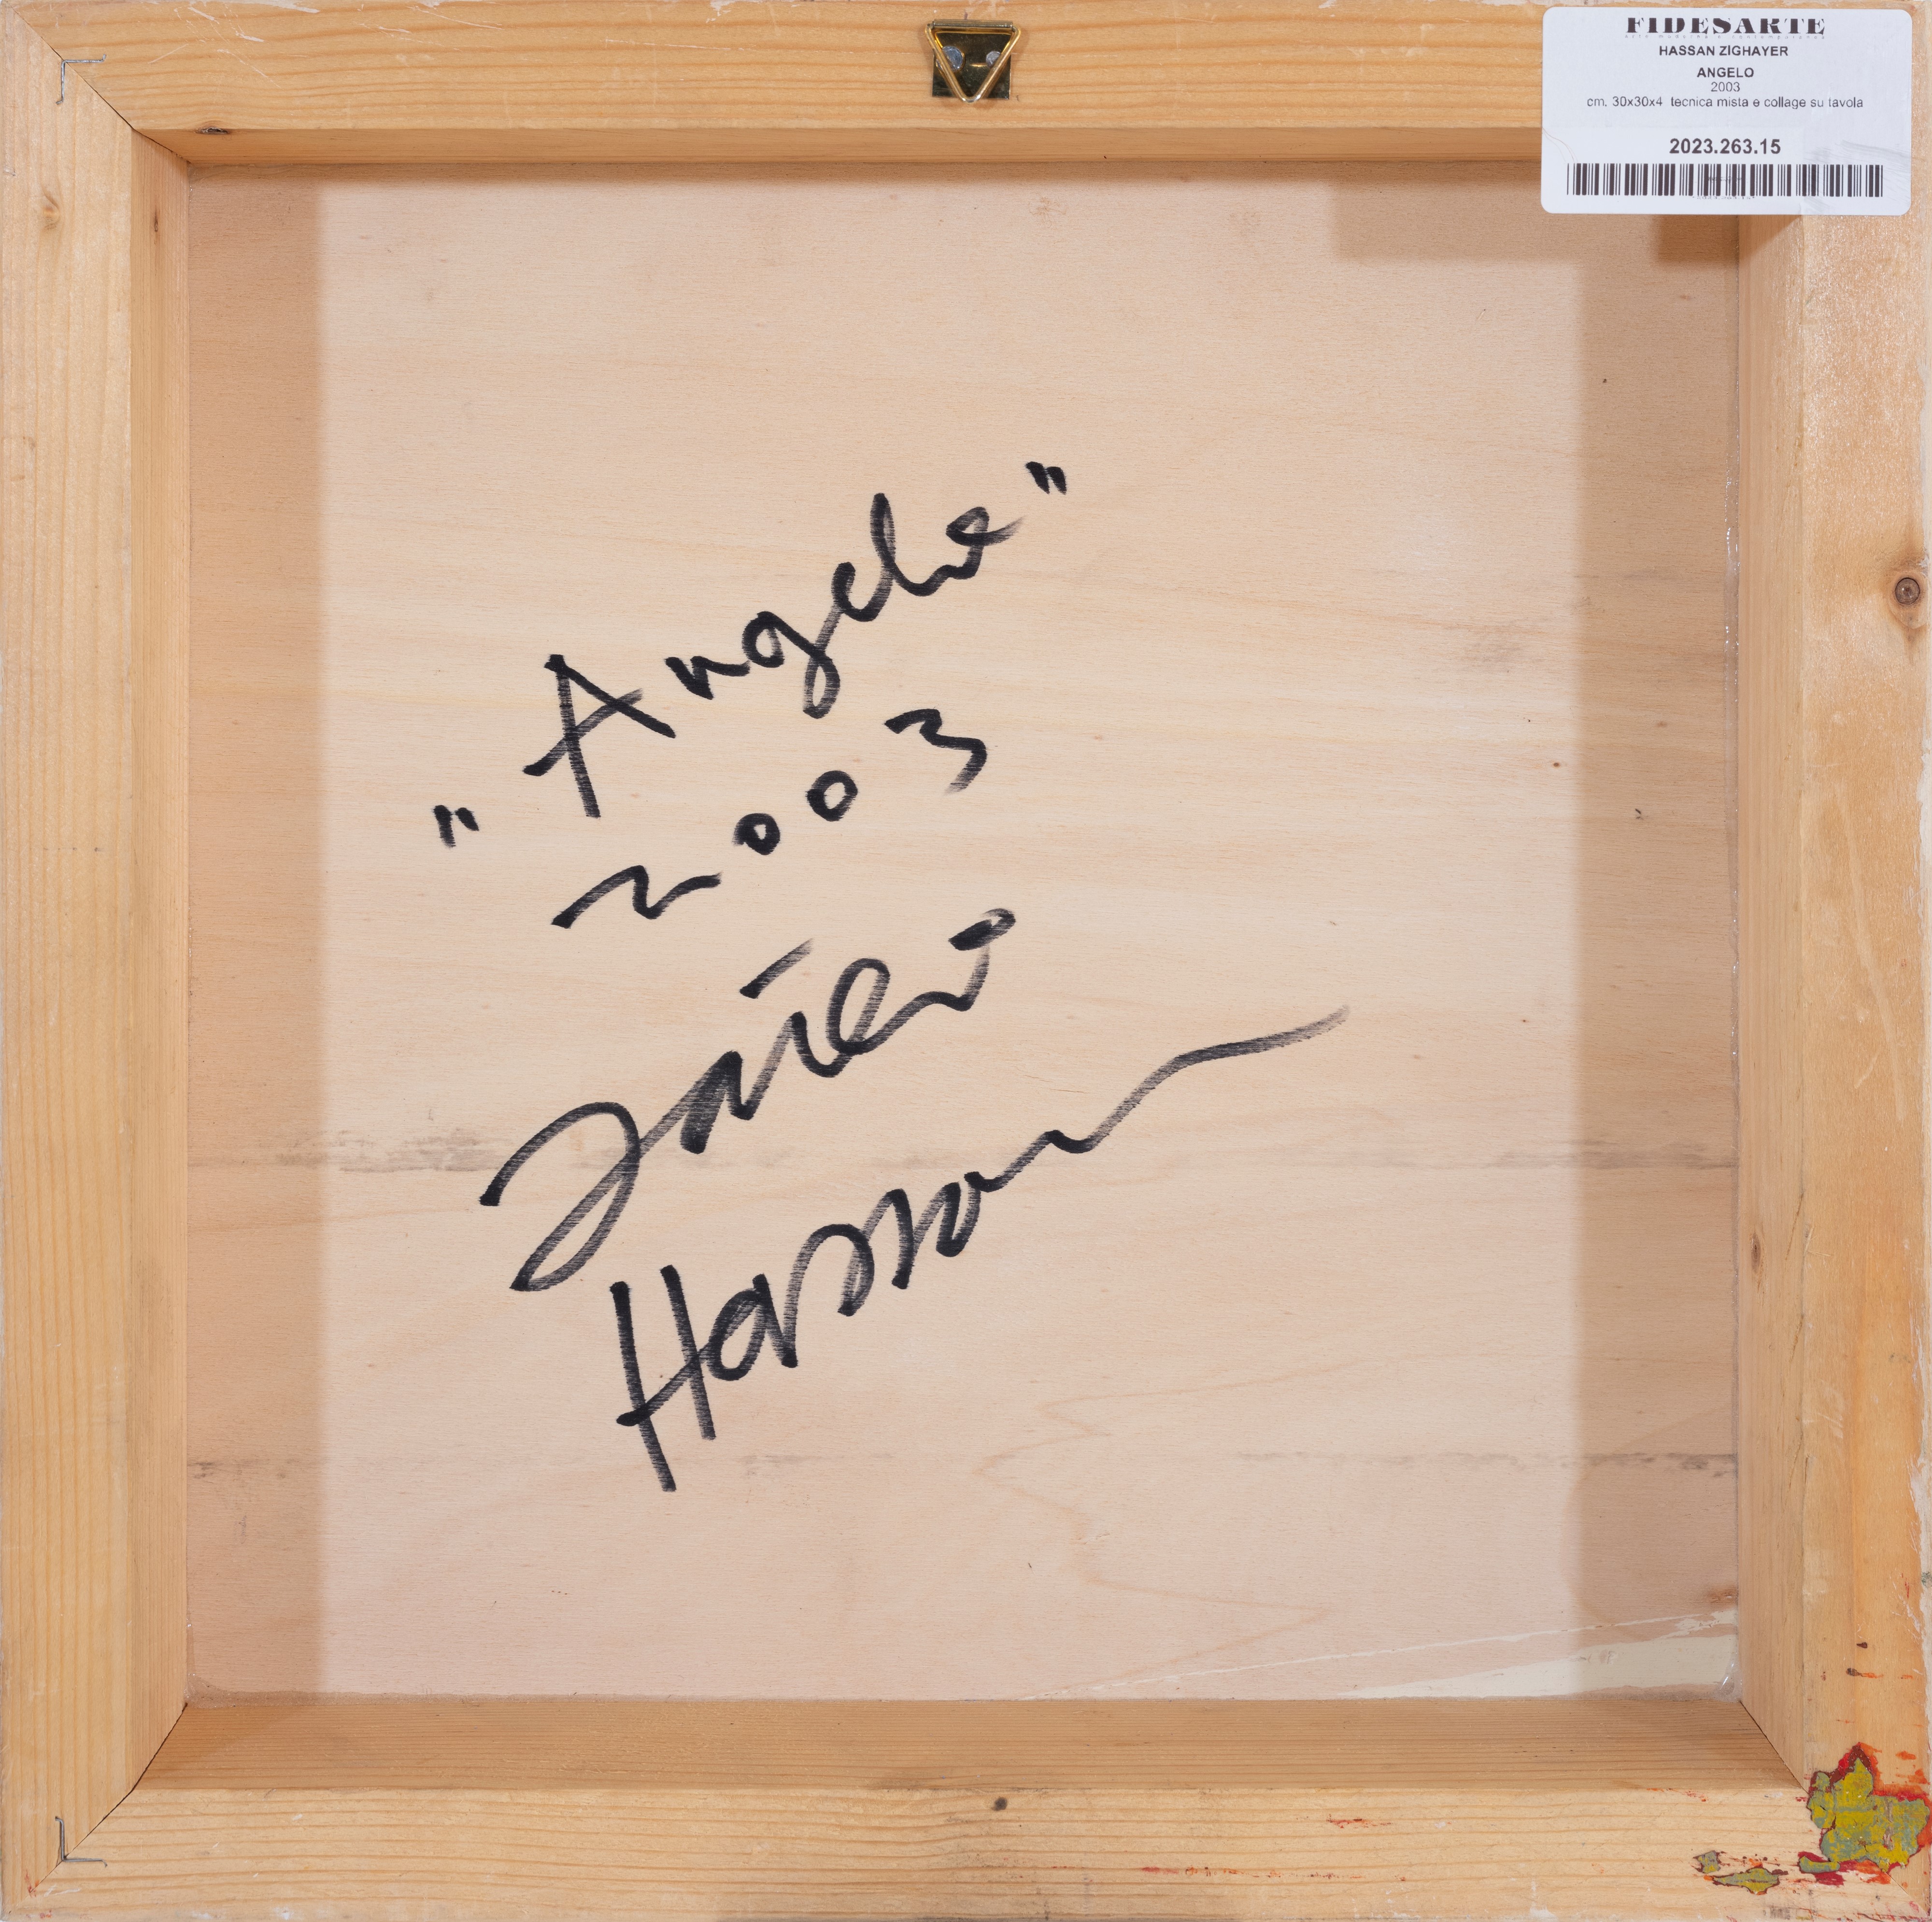 FIDESARTE
HASSAN ZIGHAYER
ANGELO
2003
cm. 30x30x4 tecnica mista e collage su tavola
2023.263.15
"Angelo"
2003
Hassan